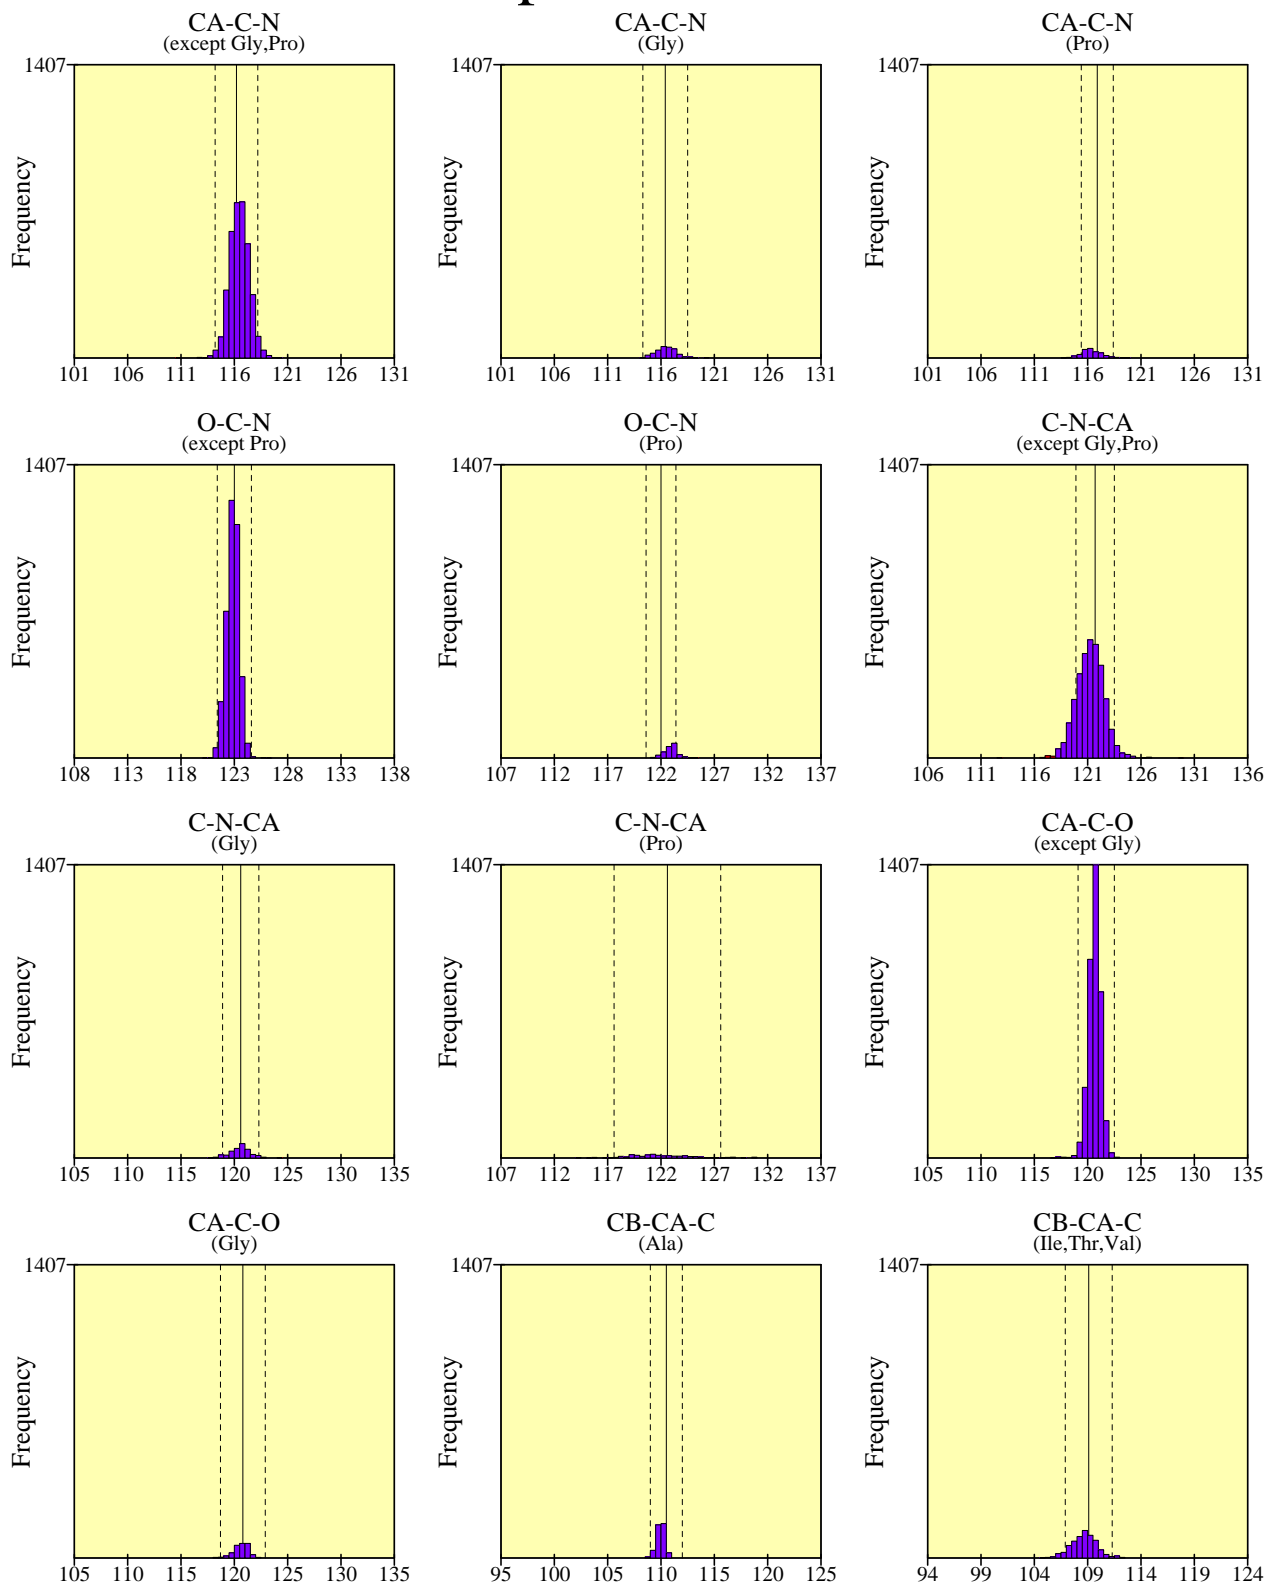 CA-C-N CA-C-N CA-C-N
(except Gly,Pro) (Gly) (Pro)
1407 1407 1407
Frequency Frequency Frequency
101 106 111 116 121 126 131 101 106 111 116 121 126 131 101 106 111 116 121 126 131
O-C-N O-C-N C-N-CA
(except Pro) (Pro) (except Gly,Pro)
1407 1407 1407
Frequency Frequency Frequency
108 113 118 123 128 133 138 107 112 117 122 127 132 137 106 111 116 121 126 131 136
C-N-CA C-N-CA CA-C-O
(Gly) (Pro) (except Gly)
1407 1407 1407
Frequency Frequency Frequency
105 110 115 120 125 130 135 107 112 117 122 127 132 137 105 110 115 120 125 130 135
CA-C-O CB-CA-C CB-CA-C
(Gly) (Ala) (Ile,Thr,Val)
1407 1407 1407
Frequency Frequency Frequency
105 110 115 120 125 130 135 95 100 105 110 115 120 125 94 99 104 109 114 119 124